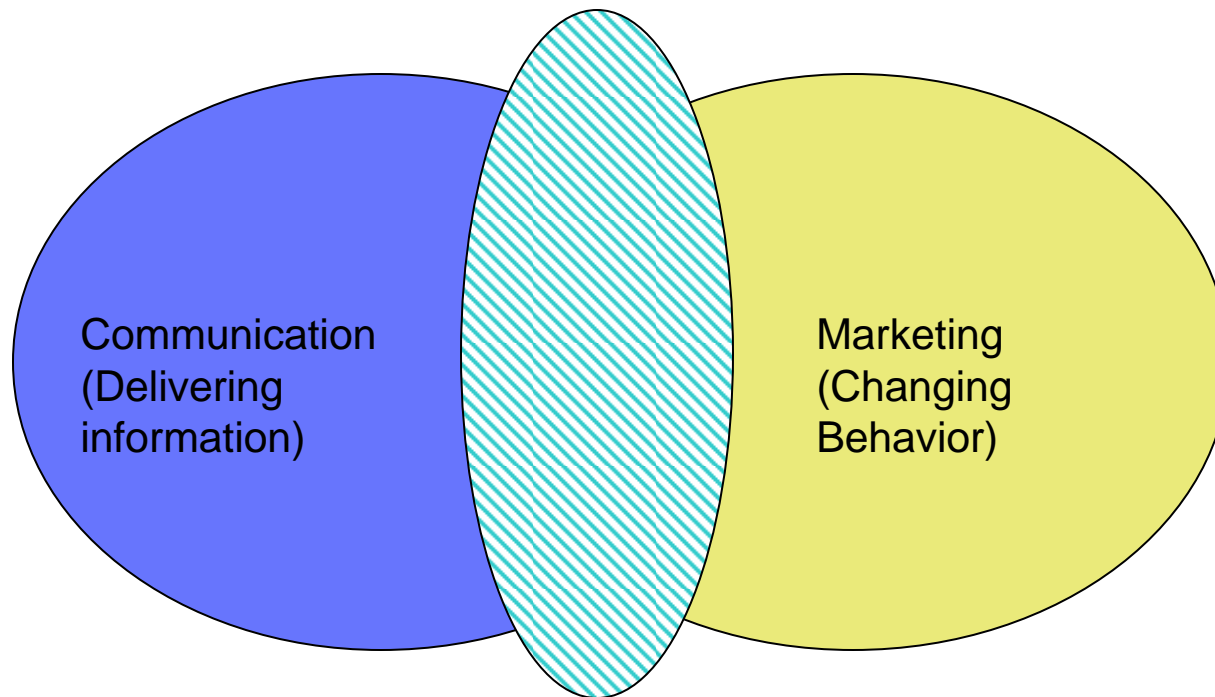 Communication
(Delivering
information)
Marketing
(Changing
Behavior)